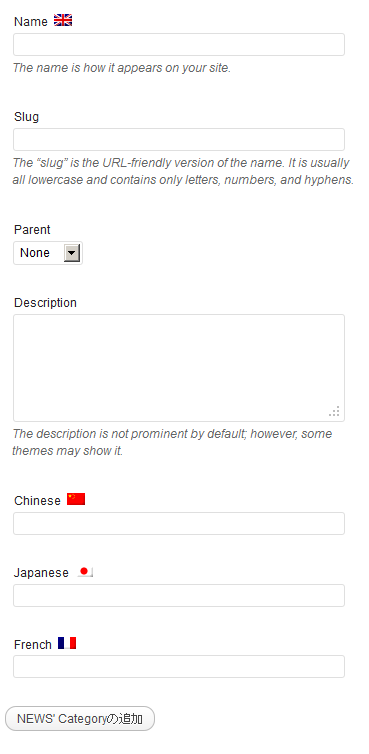 Name
The name is how it appears on your site.
Slug
The “slug” is the URL-friendly version of the name. It is usually
all lowercase and contains only letters, numbers, and hyphens.
Parent
None
Description
The description is not prominent by default; however, some
themes may show it.
Chinese
Japanese
French
NEWS' Categoryの追加